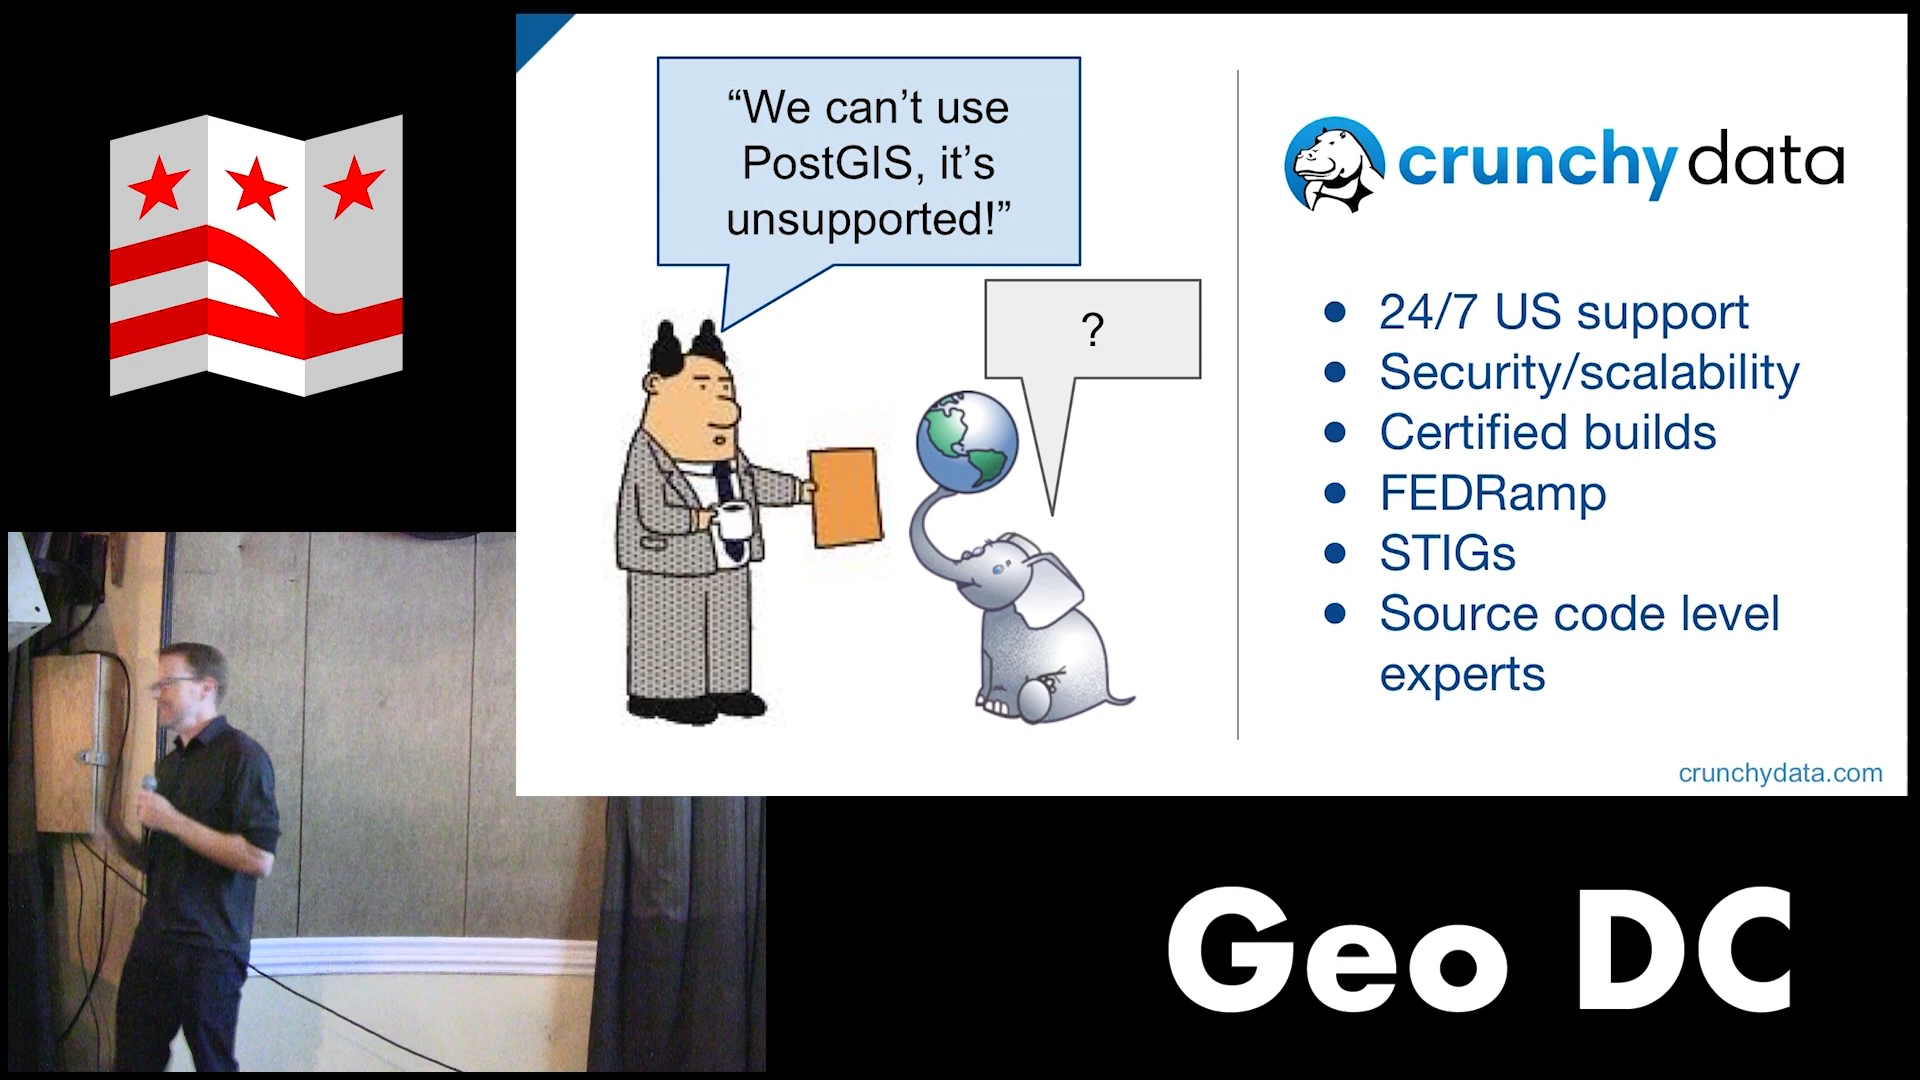 “We can’t use
PostGIS, it’s
unsupported!”
?
crunchy data
● 24/7 US support
● Security/scalability
● Certified builds
● FEDRamp
● STIGs
● Source code level
experts
crunchydata.com
Geo DC